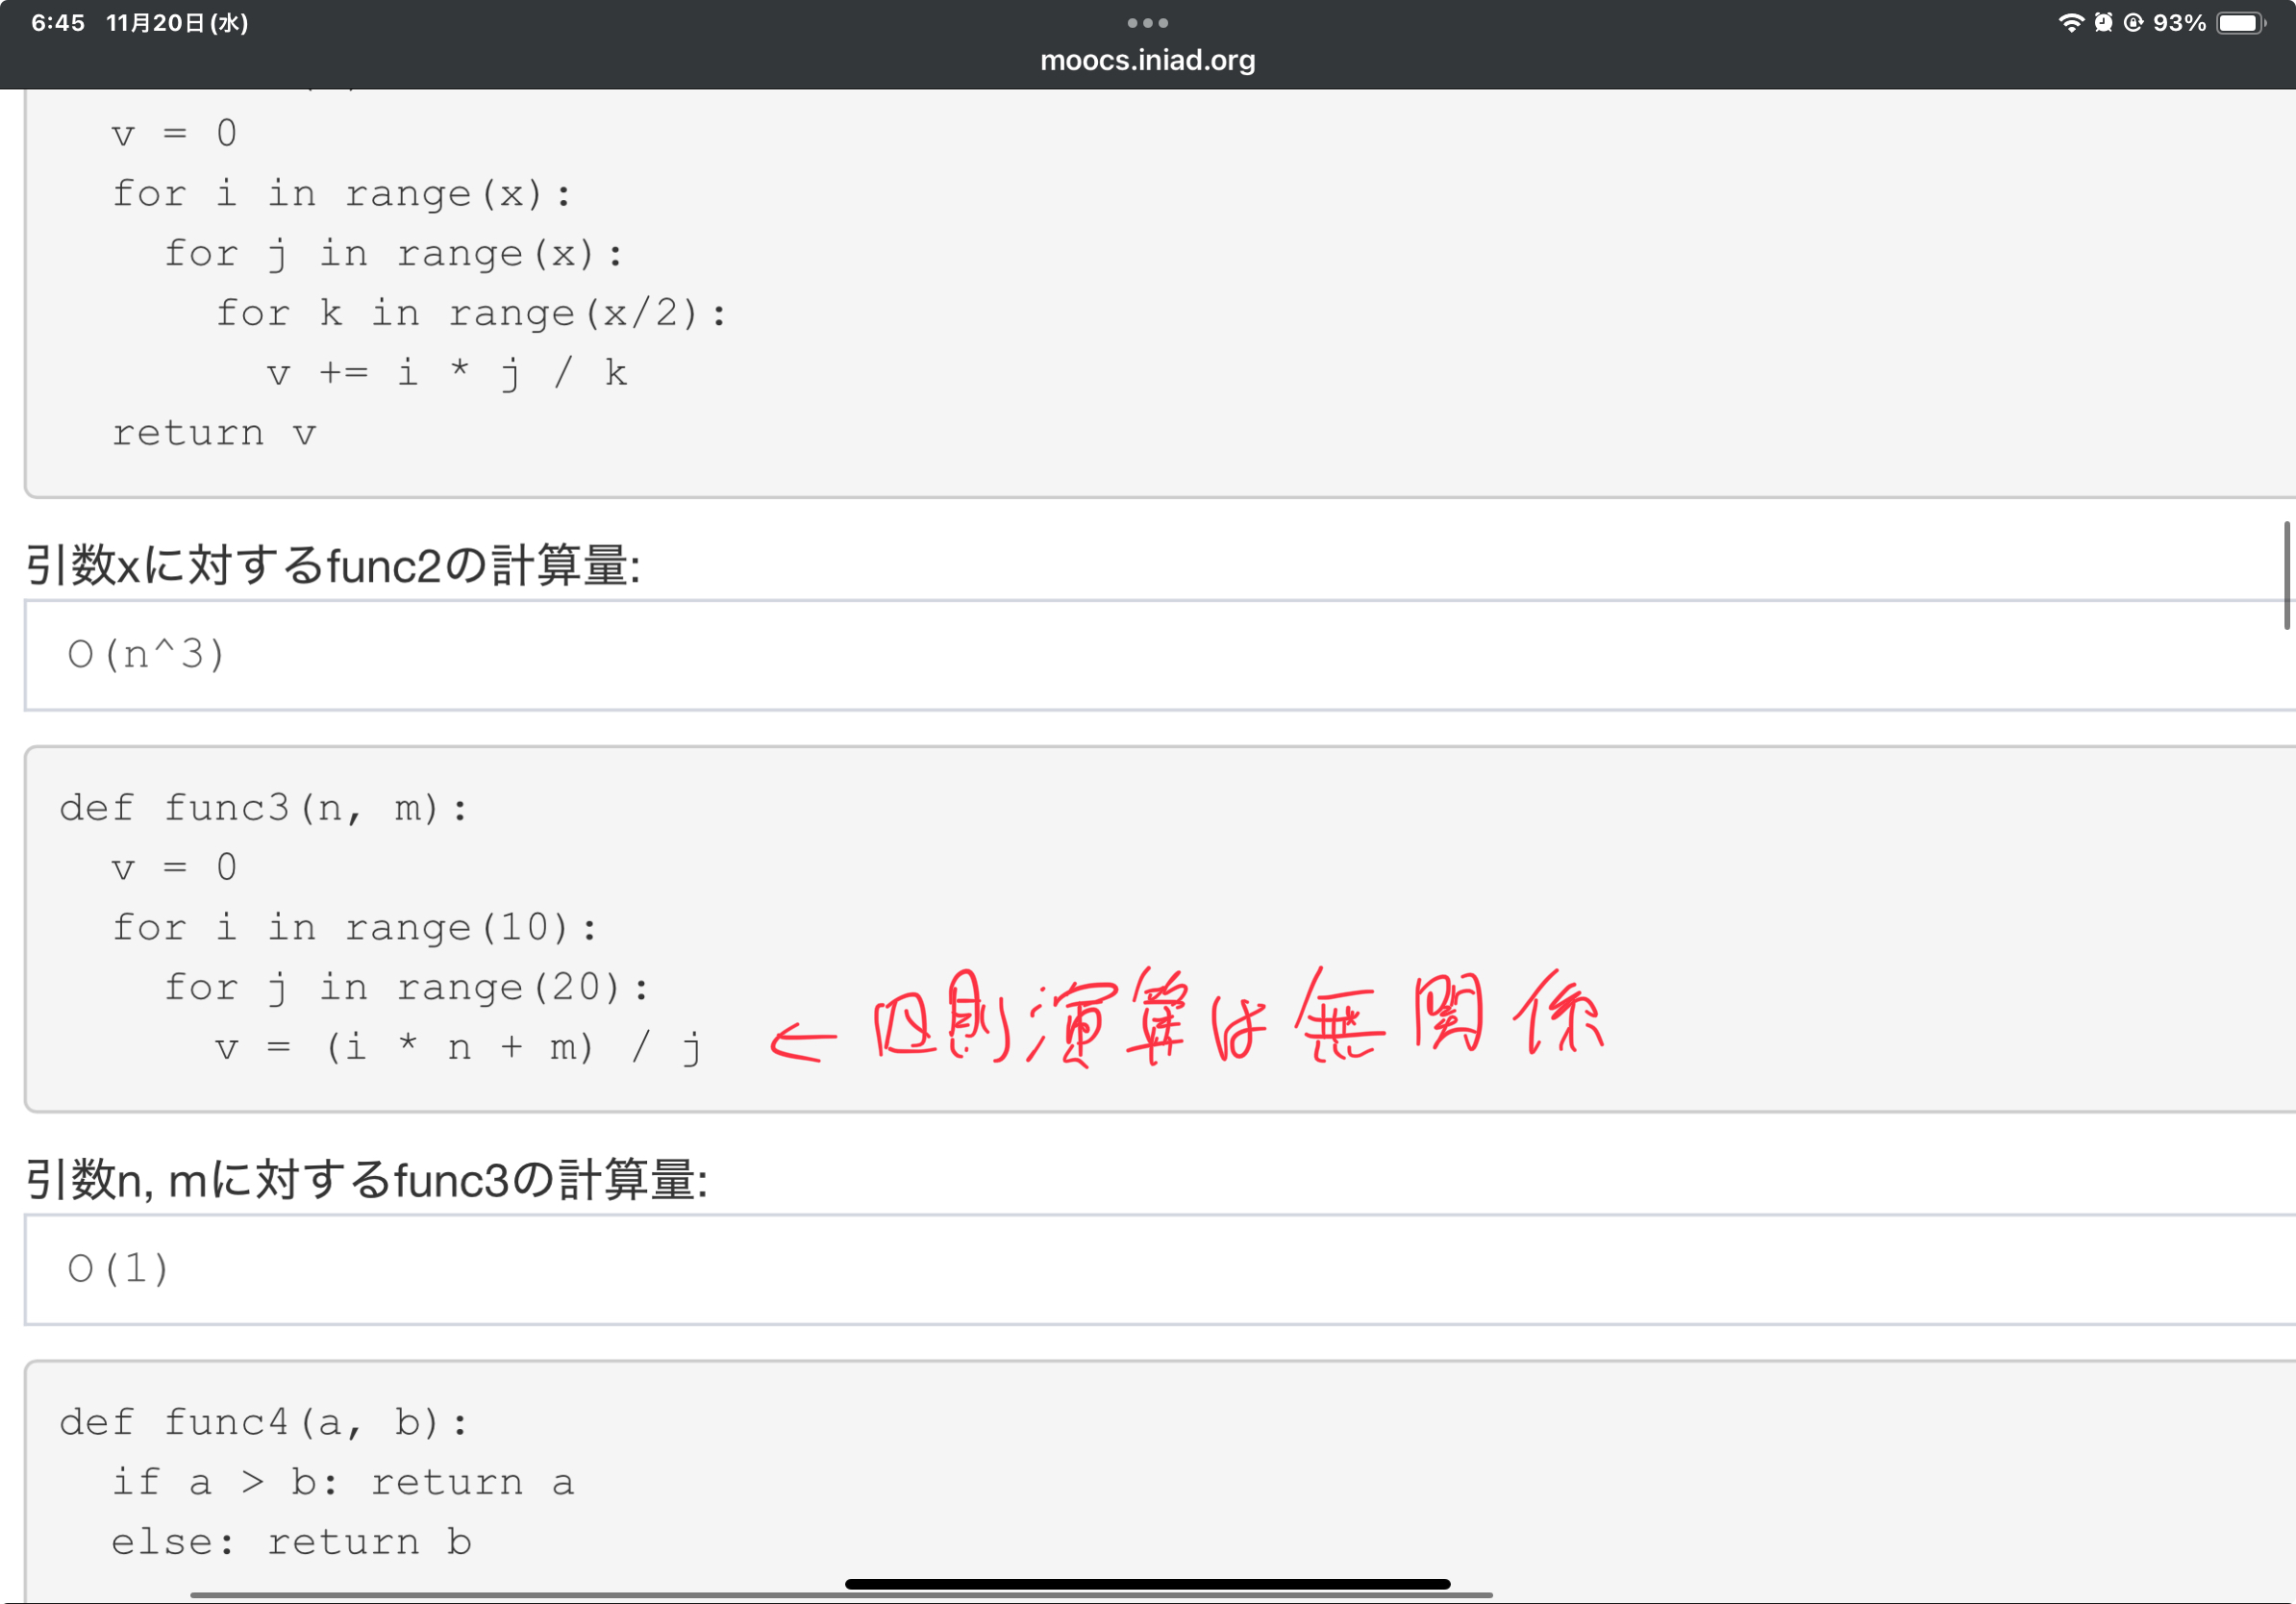 6:45 11月20日(水)
93%
moocs.iniad.org
v = 0
for i in range(x):
for j in range(x):
for k in range(x/2):
v += i * j / k
return v
引数xに対するfunc2の計算量:
O(n^3)
def func3(n, m):
v = 0
for i in range(10):
for j in range(20):
v = (i * n + m) / j ← 四則演算は無関係
引数n, mに対するfunc3の計算量:
O(1)
def func4(a, b):
if a > b: return a
else: return b